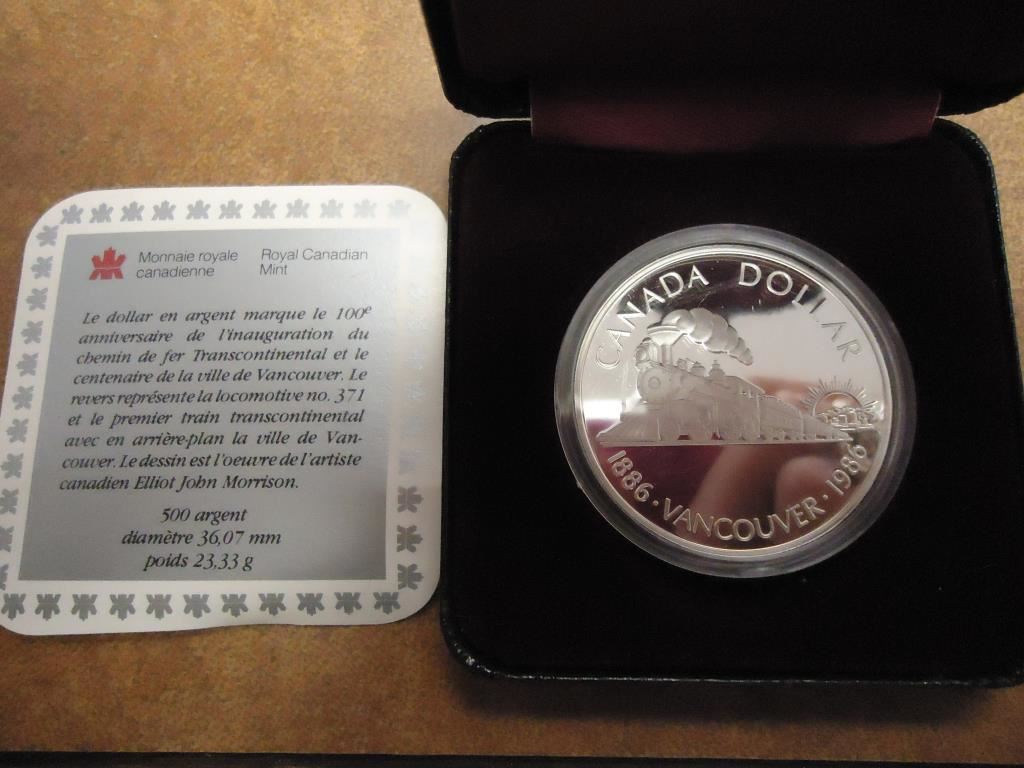 Monnaie royale
canadienne
Royal Canadian
Mint
Le dollar en argent marque le 100e
anniversaire de l'inauguration du
chemin de fer Transcontinental et le
centenaire de la ville de Vancouver. Le
revers représente la locomotive no. 371
et le premier train transcontinental
avec en arrière-plan la ville de Van-
couver. Le dessin est l'oeuvre de l'artiste
canadien Elliot John Morrison.
500 argent
diamètre 36,07 mm
poids 23,33 g
CANADA DOLLAR
1886 · VANCOUVER · 1986